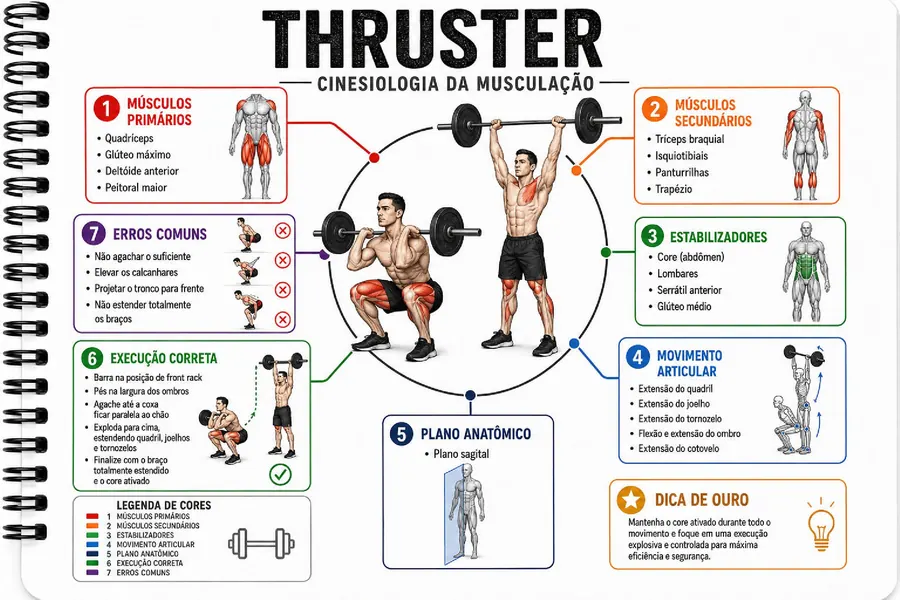 THRUSTER
CINESIOLOGIA DA MUSCULAÇÃO
1 MÚSCULOS
PRIMÁRIOS
• Quadríceps
• Glúteo máximo
• Deltóide anterior
• Peitoral maior
2 MÚSCULOS
SECUNDÁRIOS
• Tríceps braquial
• Isquiotibiais
• Panturrilhas
• Trapézio
3 ESTABILIZADORES
• Core (abdômen)
• Lombares
• Serrátil anterior
• Glúteo médio
4 MOVIMENTO
ARTICULAR
• Extensão do quadril
• Extensão do joelho
• Extensão do tornozelo
• Flexão e extensão do ombro
• Extensão do cotovelo
5 PLANO ANATÔMICO
• Plano sagital
6 EXECUÇÃO CORRETA
• Barra na posição de front rack
• Pés na largura dos ombros
• Agache até a coxa
ficar paralela ao chão
• Exploda para cima,
estendendo quadril, joelhos
e tornozelos
• Finalize com o braço
totalmente estendido
e o core ativado
7 ERROS COMUNS
• Não agachar o suficiente
• Elevar os calcanhares
• Projetar o tronco para frente
• Não estender totalmente
os braços
LEGENDA DE CORES
1 MÚSCULOS PRIMÁRIOS
2 MÚSCULOS SECUNDÁRIOS
3 ESTABILIZADORES
4 MOVIMENTO ARTICULAR
5 PLANO ANATÔMICO
6 EXECUÇÃO CORRETA
7 ERROS COMUNS
DICA DE OURO
Mantenha o core ativado durante todo o
movimento e foque em uma execução
explosiva e controlada para máxima
eficiência e segurança.